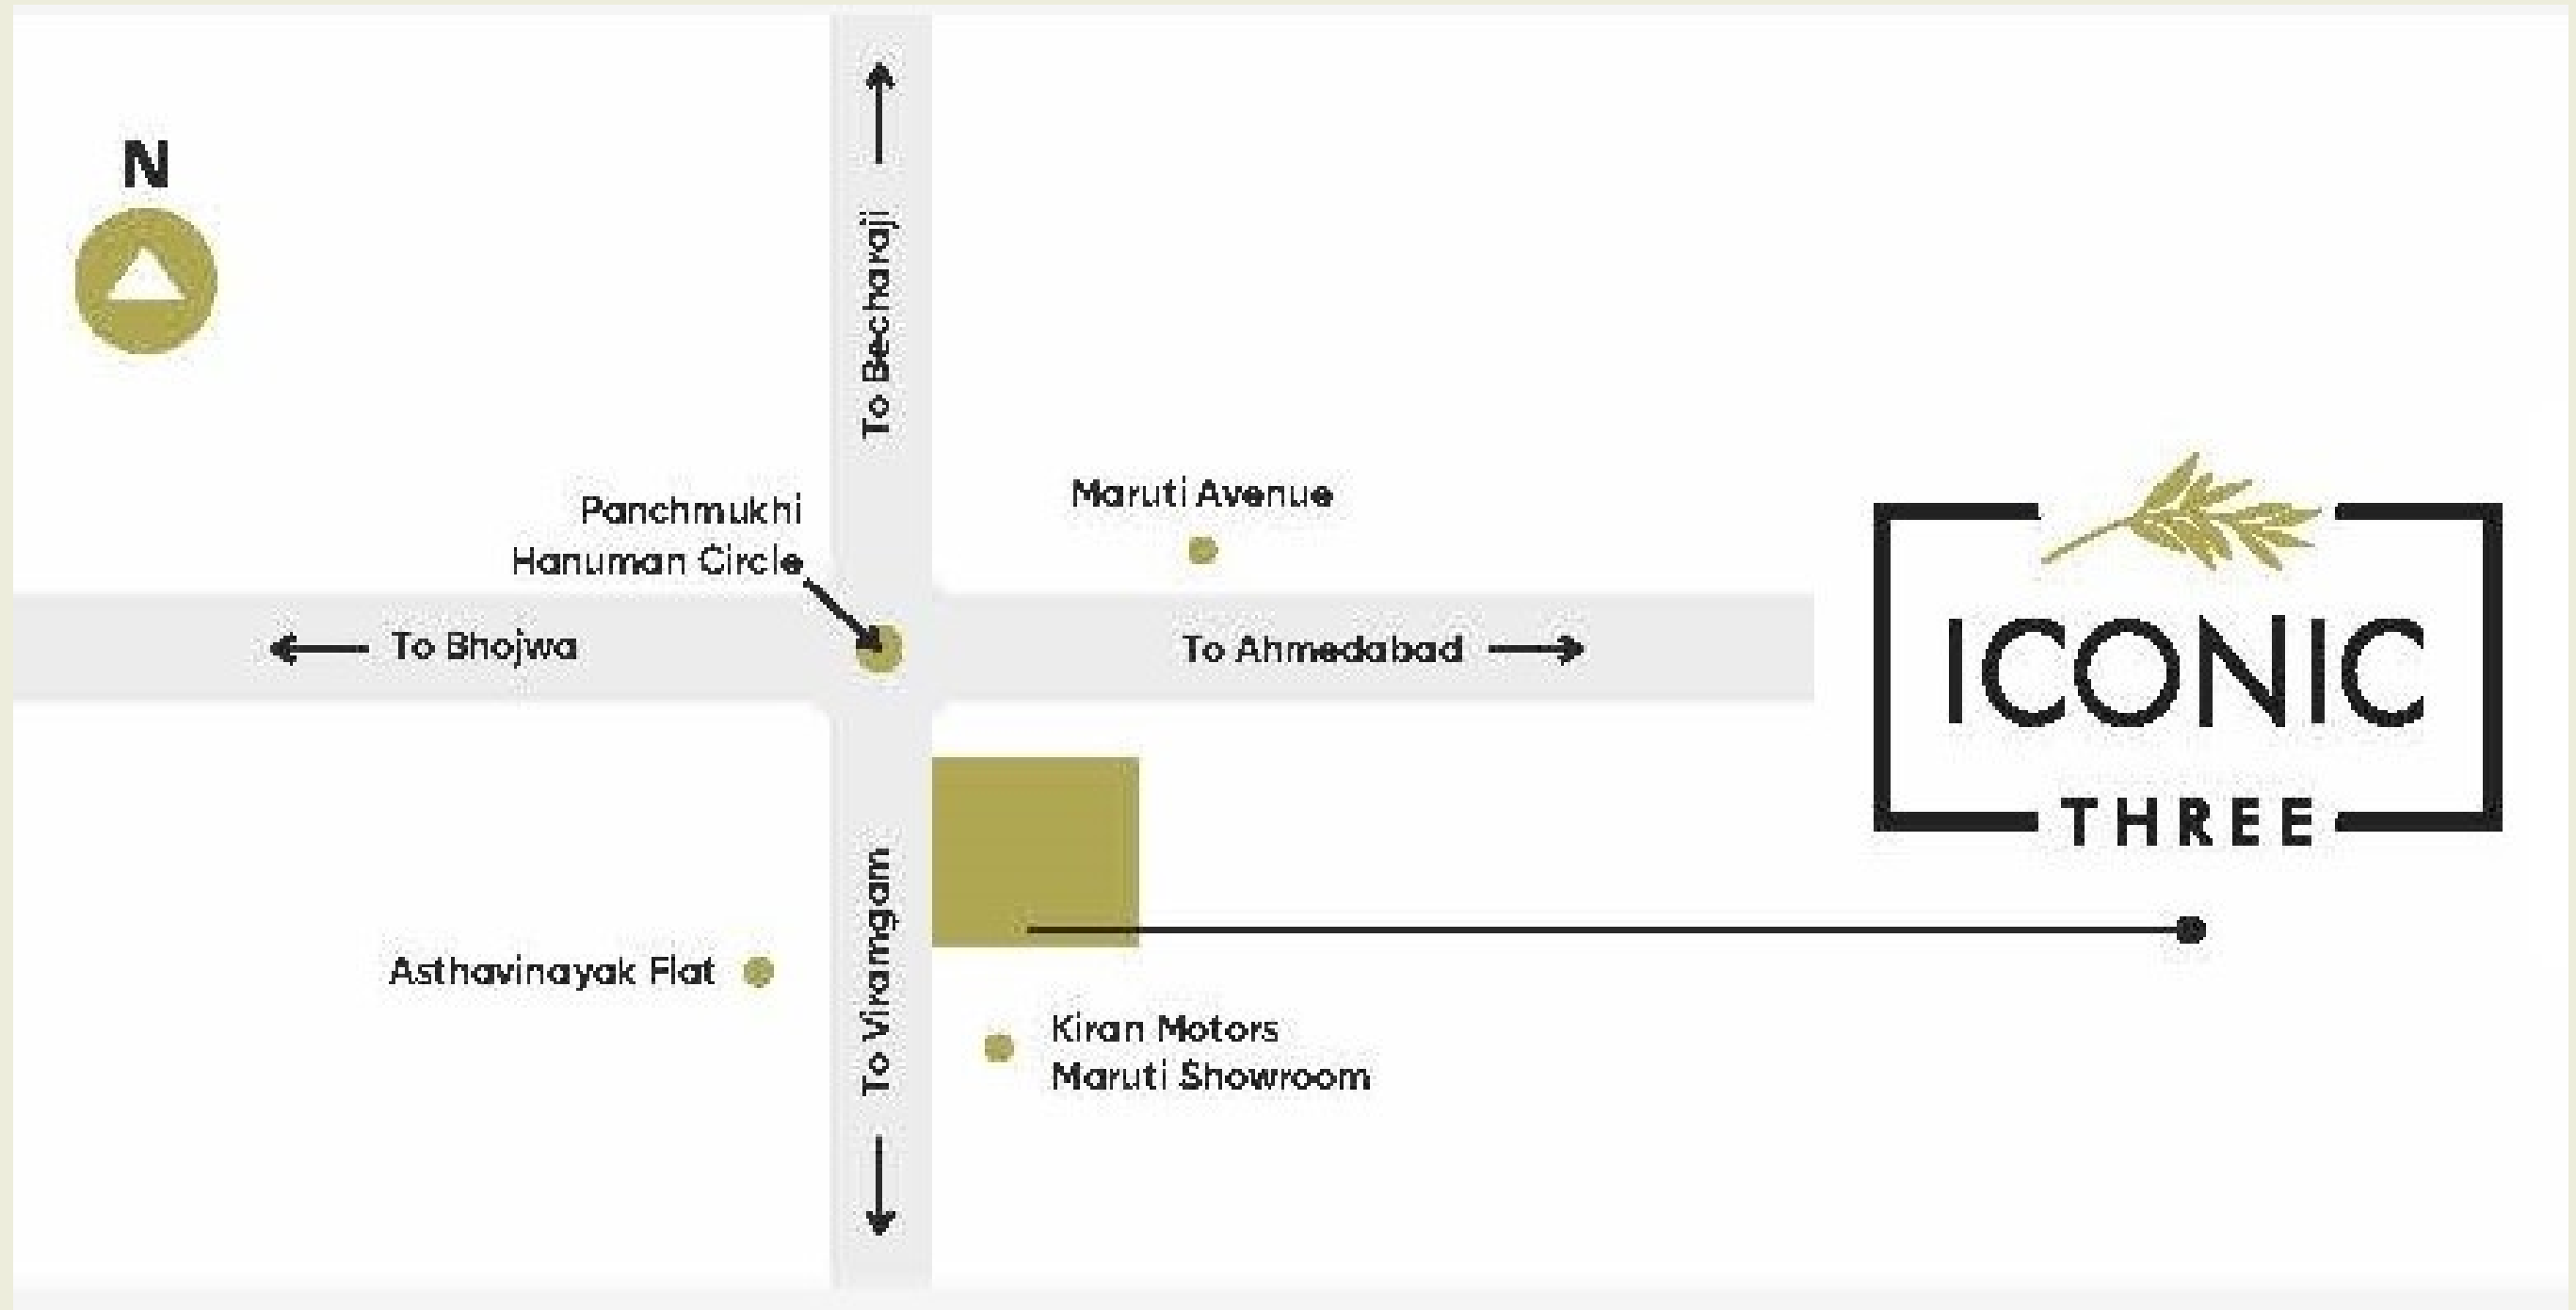 N
To Becharaji
Panchmukhi
Hanuman Circle
Maruti Avenue
To Bhojwa
To Ahmedabad
ICONIC
THREE
To Viramgam
Asthavinayak Flat
Kiran Motors
Maruti Showroom